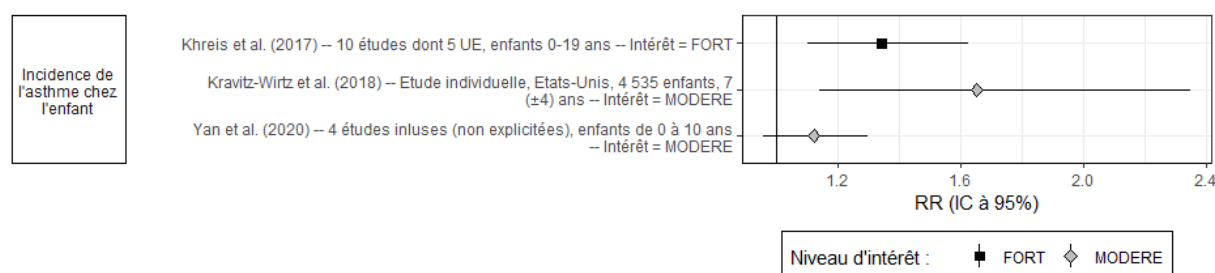 Incidence de
l'asthme chez
l'enfant
Khreis et al. (2017) -- 10 études dont 5 UE, enfants 0-19 ans -- Intérêt = FORT
Kravitz-Wirtz et al. (2018) -- Etude individuelle, Etats-Unis, 4 535 enfants, 7
(±4) ans -- Intérêt = MODERE
Yan et al. (2020) -- 4 études inluses (non explicitées), enfants de 0 à 10 ans
-- Intérêt = MODERE
1.2 1.6 2.0 2.4
RR (IC à 95%)
Niveau d'intérêt : FORT MODERE